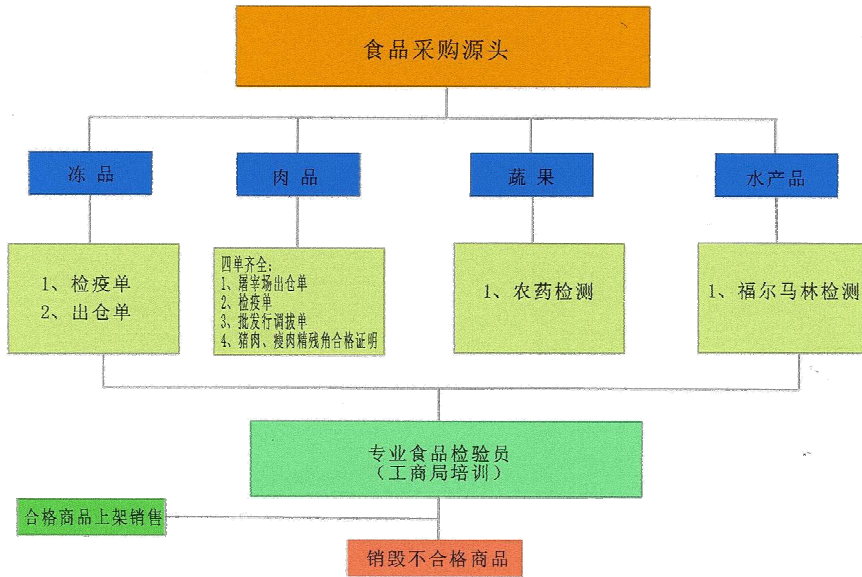 食品采购源头
冻品
肉品
蔬果
水产品
1、检疫单
2、出仓单
四单齐全:
1、屠宰场出仓单
2、检疫单
3、批发行调拔单
4、猪肉、瘦肉精残角合格证明
1、农药检测
1、福尔马林检测
专业食品检验员
(工商局培训)
合格商品上架销售
销毁不合格商品